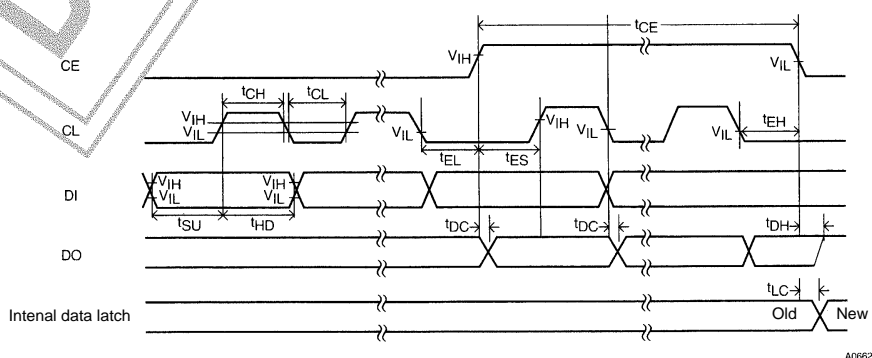 tCE
CE
VIH
VIL
tCH
tCL
CL
VIH
VIL
VIL
VIH
VIL
VIL
tEH
tEL
tES
DI
VIH
VIL
VIH
VIL
tSU
tHD
tDC
tDC
tDH
DO
tLC
Intenal data latch
Old
New
A0662